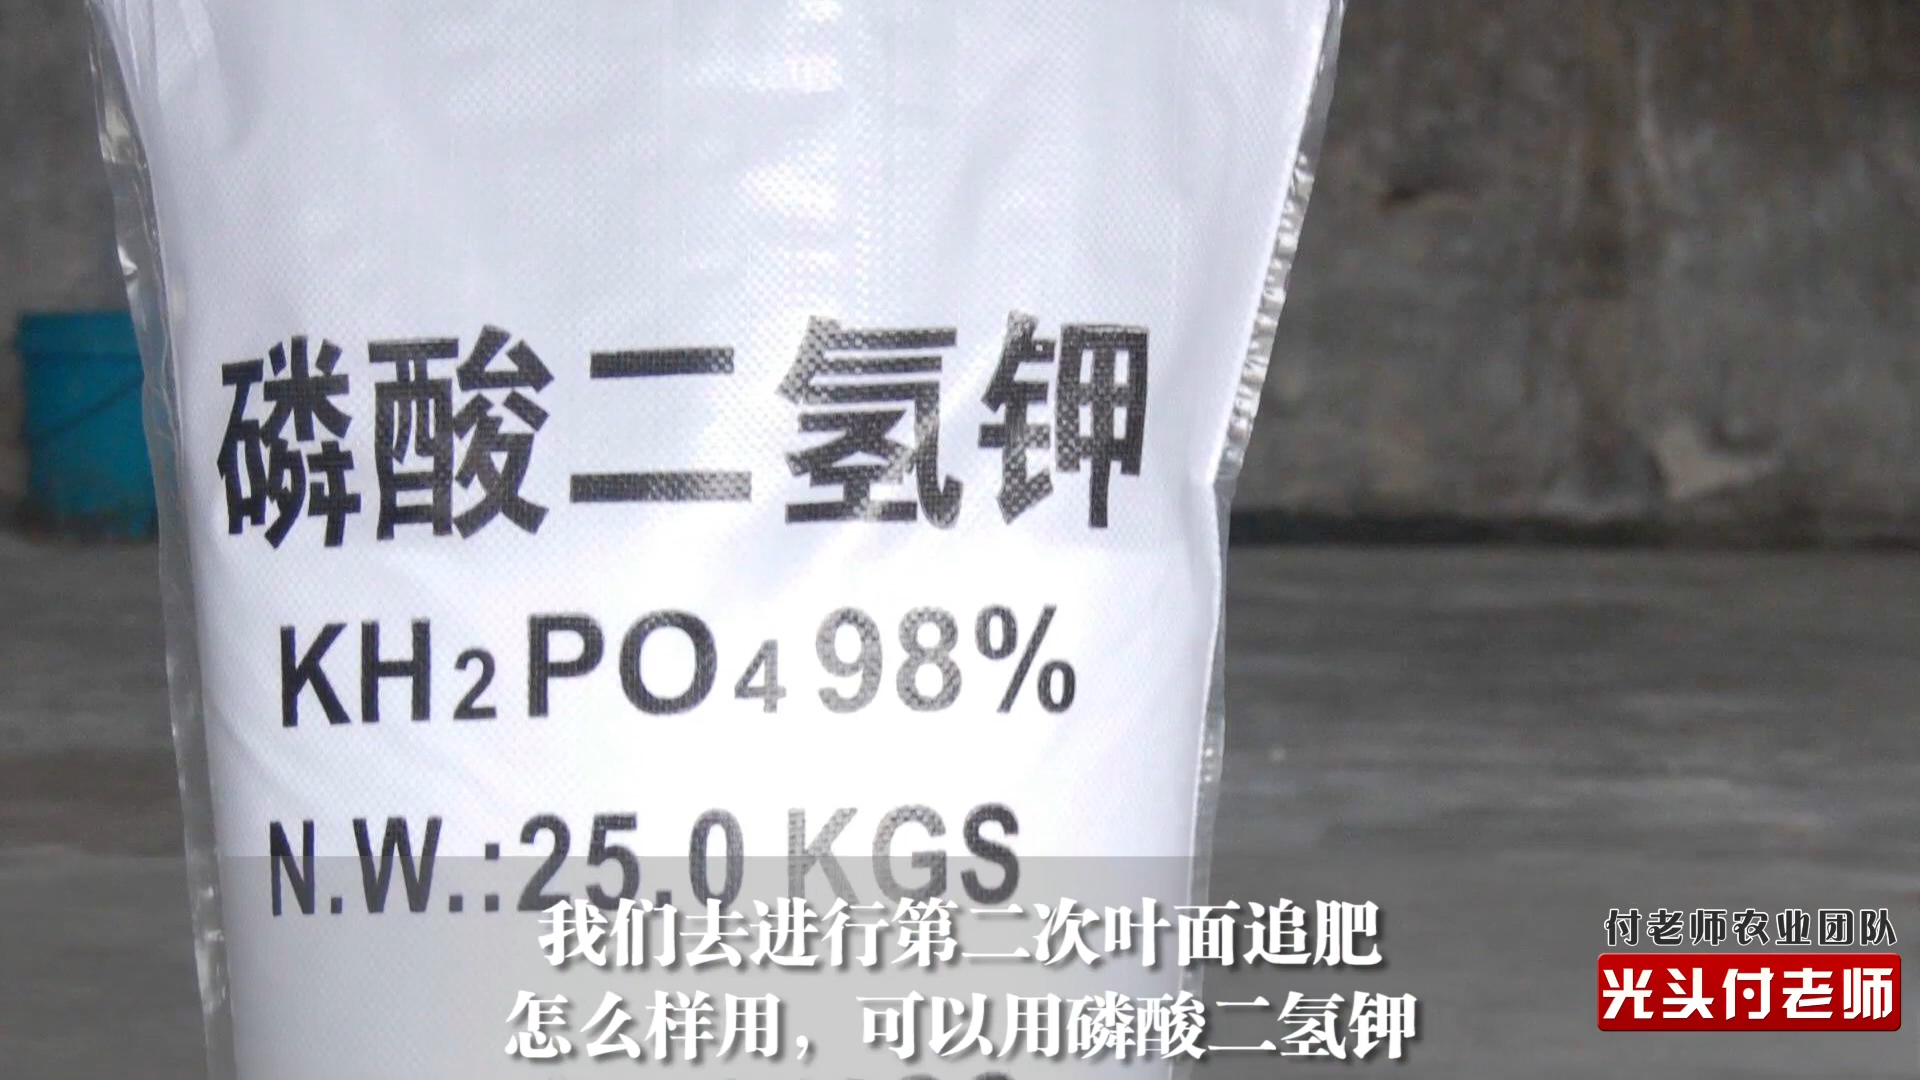 磷酸二氢钾
KH2PO4 98%
N.W.:25.0 KGS
我们去进行第二次叶面追肥
怎么样用，可以用磷酸二氢钾
付老师农业团队
光头付老师